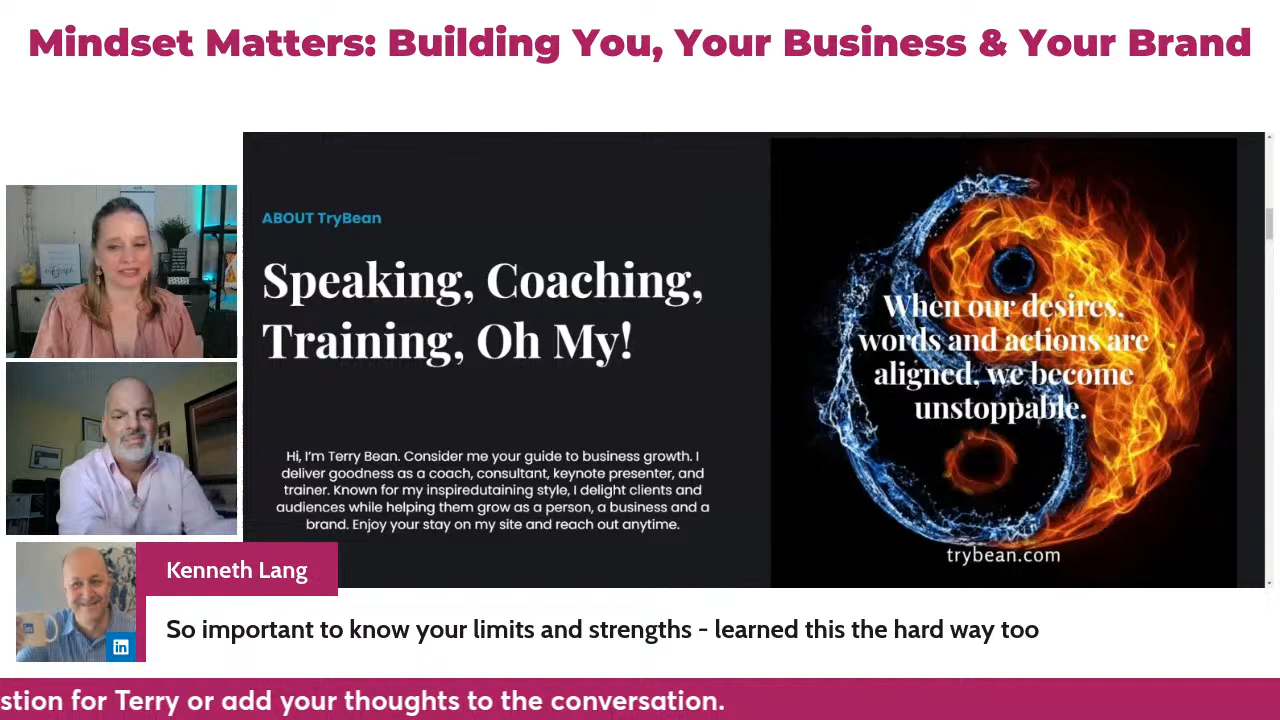 Mindset Matters: Building You, Your Business & Your Brand
ABOUT TryBean
Speaking, Coaching,
Training, Oh My!
Hi, I'm Terry Bean. Consider me your guide to business growth. I
deliver goodness as a coach, consultant, keynote presenter, and
trainer. Known for my inspiredutaining style, I delight clients and
audiences while helping them grow as a person, a business and a
brand. Enjoy your stay on my site and reach out anytime.
When our desires,
words and actions are
aligned, we become
unstoppable.
trybean.com
Kenneth Lang
in
So important to know your limits and strengths - learned this the hard way too
stion for Terry or add your thoughts to the conversation.